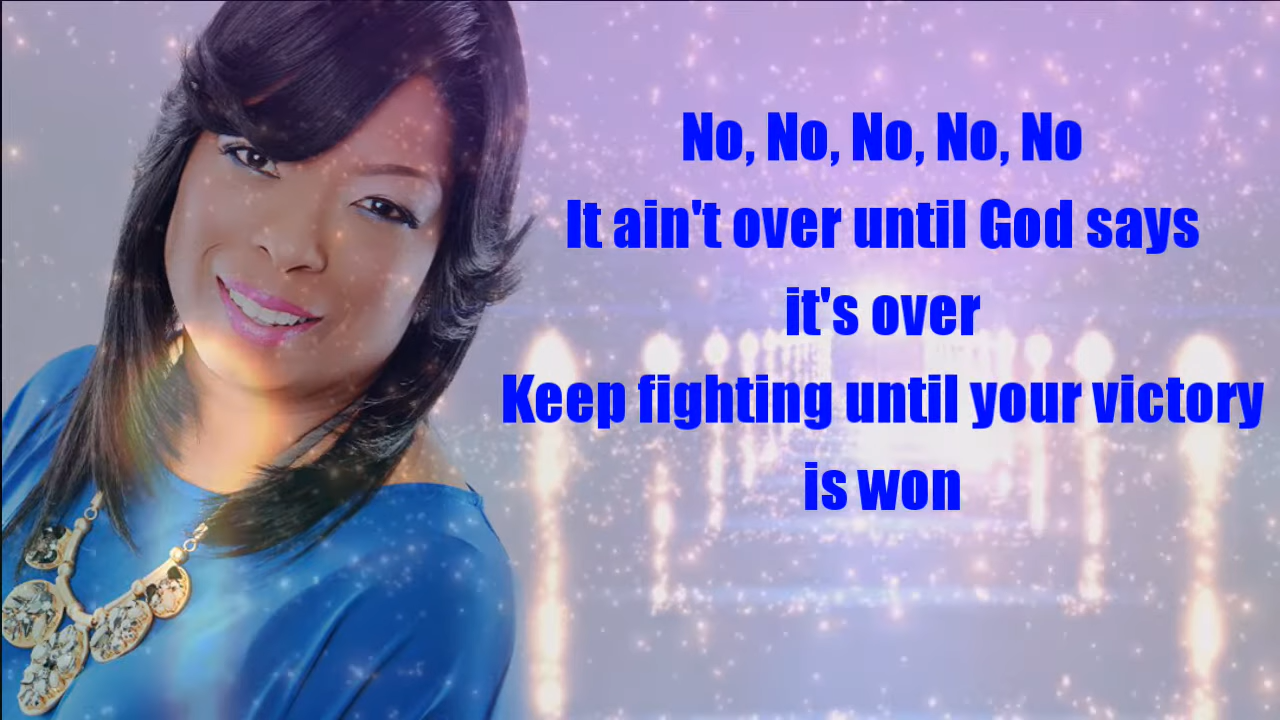 No, No, No, No, No
It ain't over until God says
it's over
Keep fighting until your victory
is won